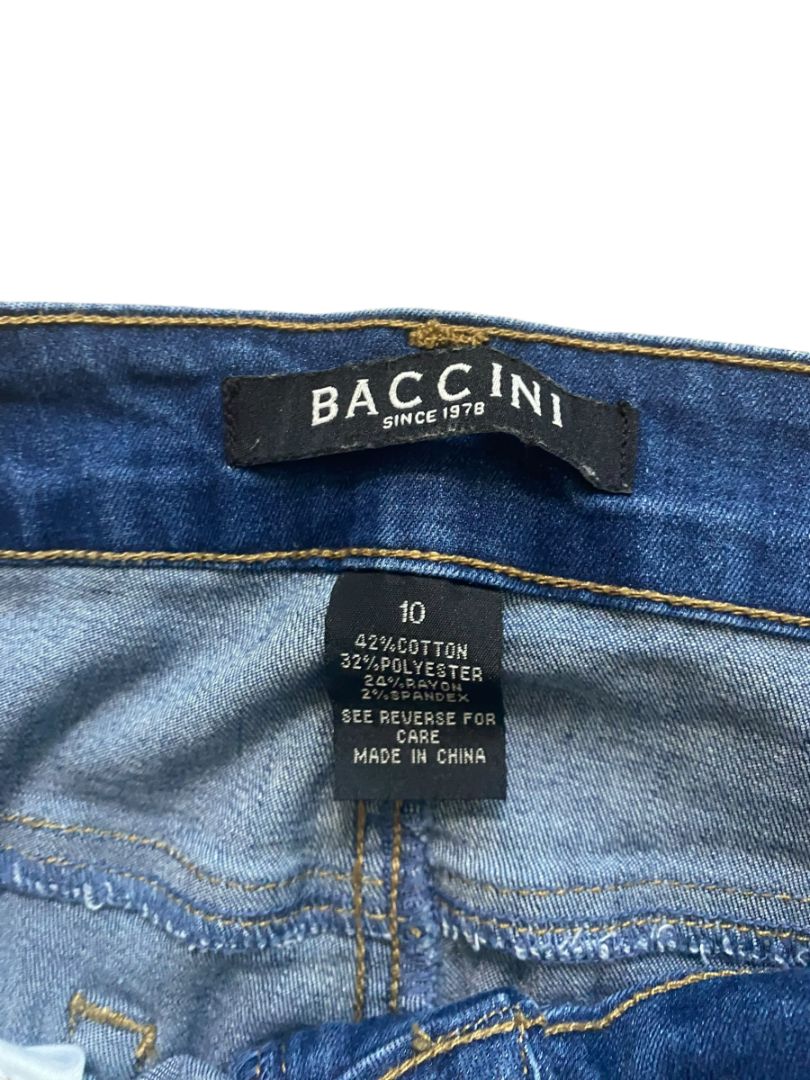 BACCINI
SINCE 1978
10
42%COTTON
32%POLYESTER
24%RAYON
2%SPANDEX
SEE REVERSE FOR
CARE
MADE IN CHINA